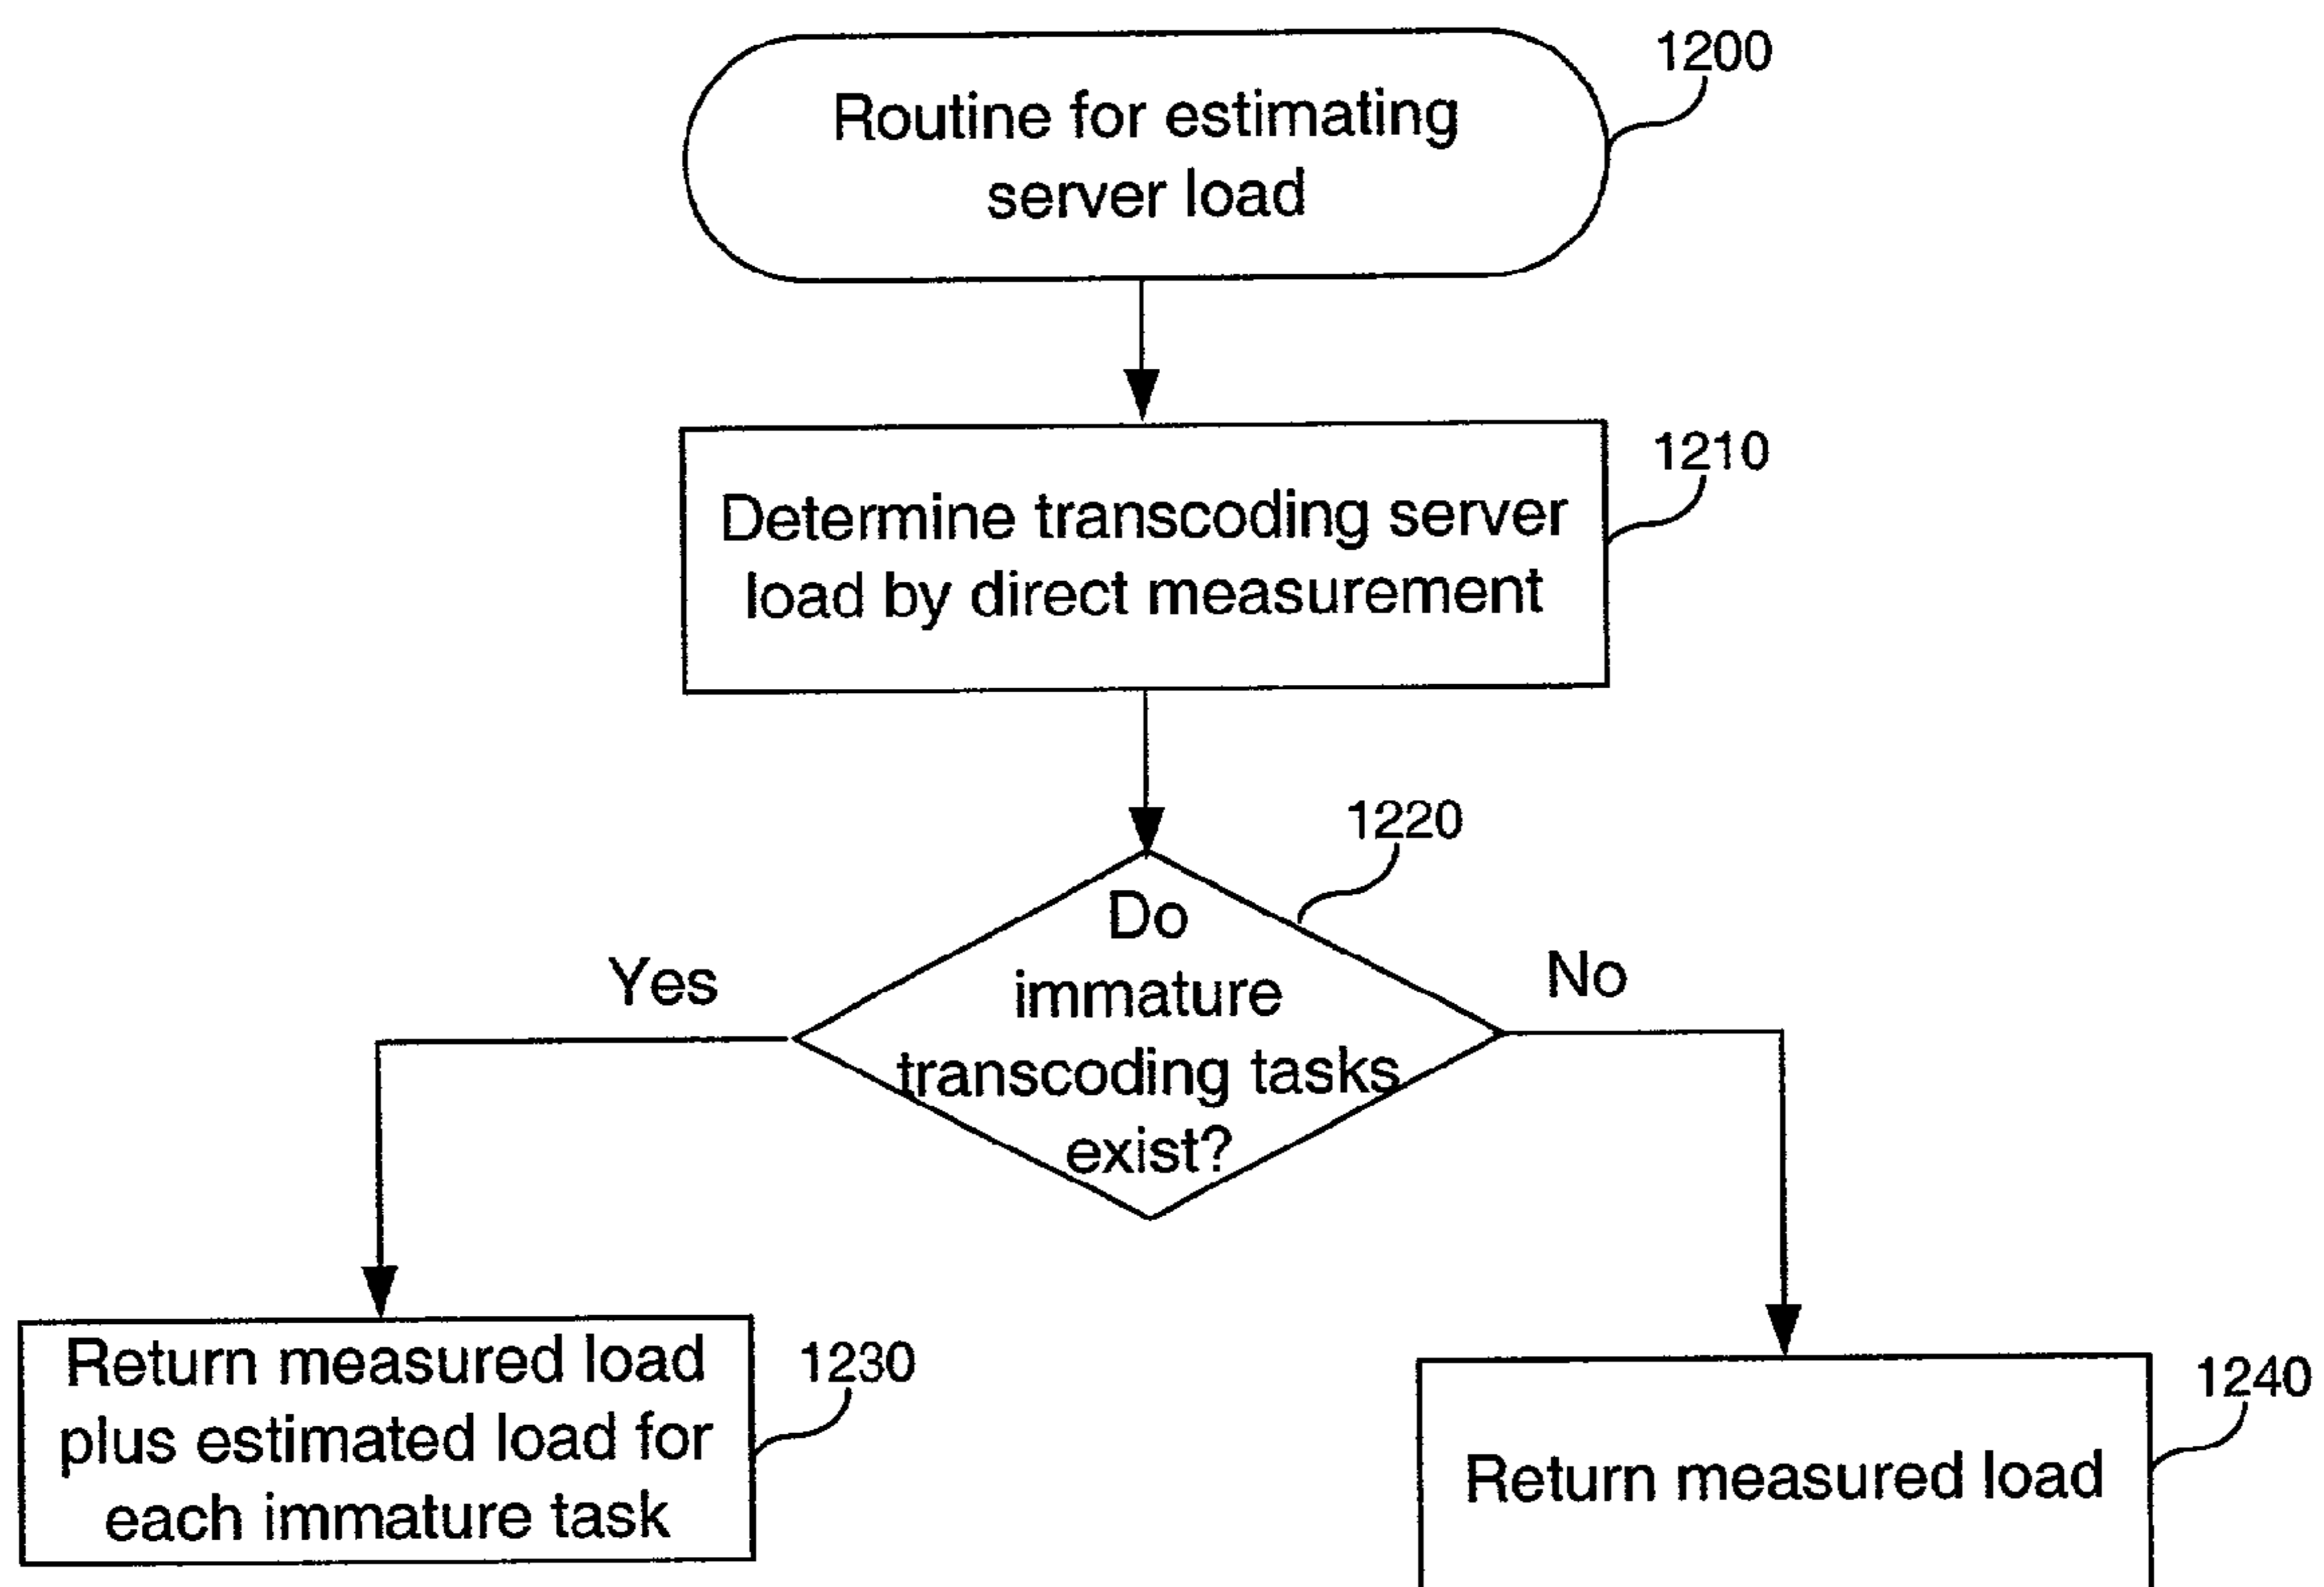 Routine for estimating
server load
1200
Determine transcoding server
load by direct measurement
1210
Do
immature
transcoding tasks
exist?
1220
Yes
No
Return measured load
plus estimated load for
each immature task
1230
Return measured load
1240